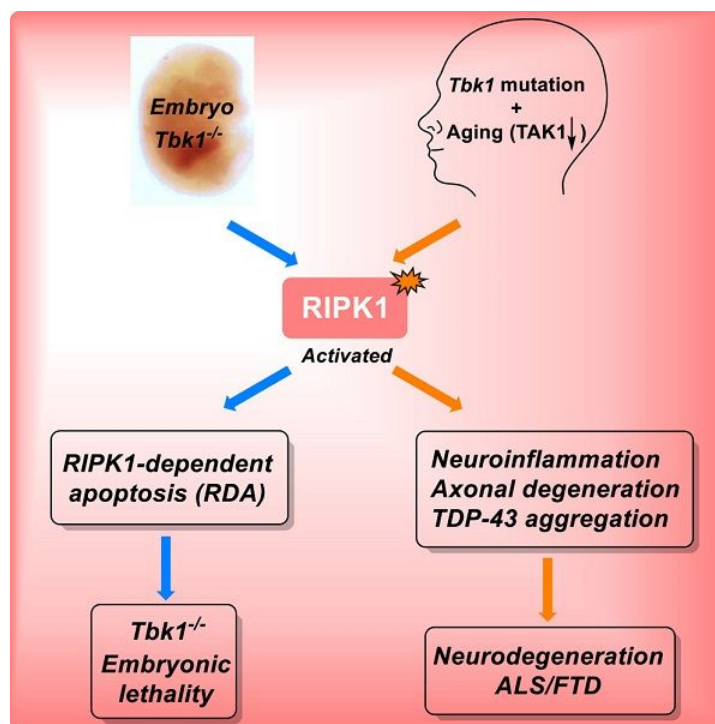 Embryo
Tbk1-/-
Tbk1 mutation
+
Aging (TAK1↓)
RIPK1
Activated
RIPK1-dependent
apoptosis (RDA)
Neuroinflammation
Axonal degeneration
TDP-43 aggregation
Tbk1-/-
Embryonic
lethality
Neurodegeneration
ALS/FTD